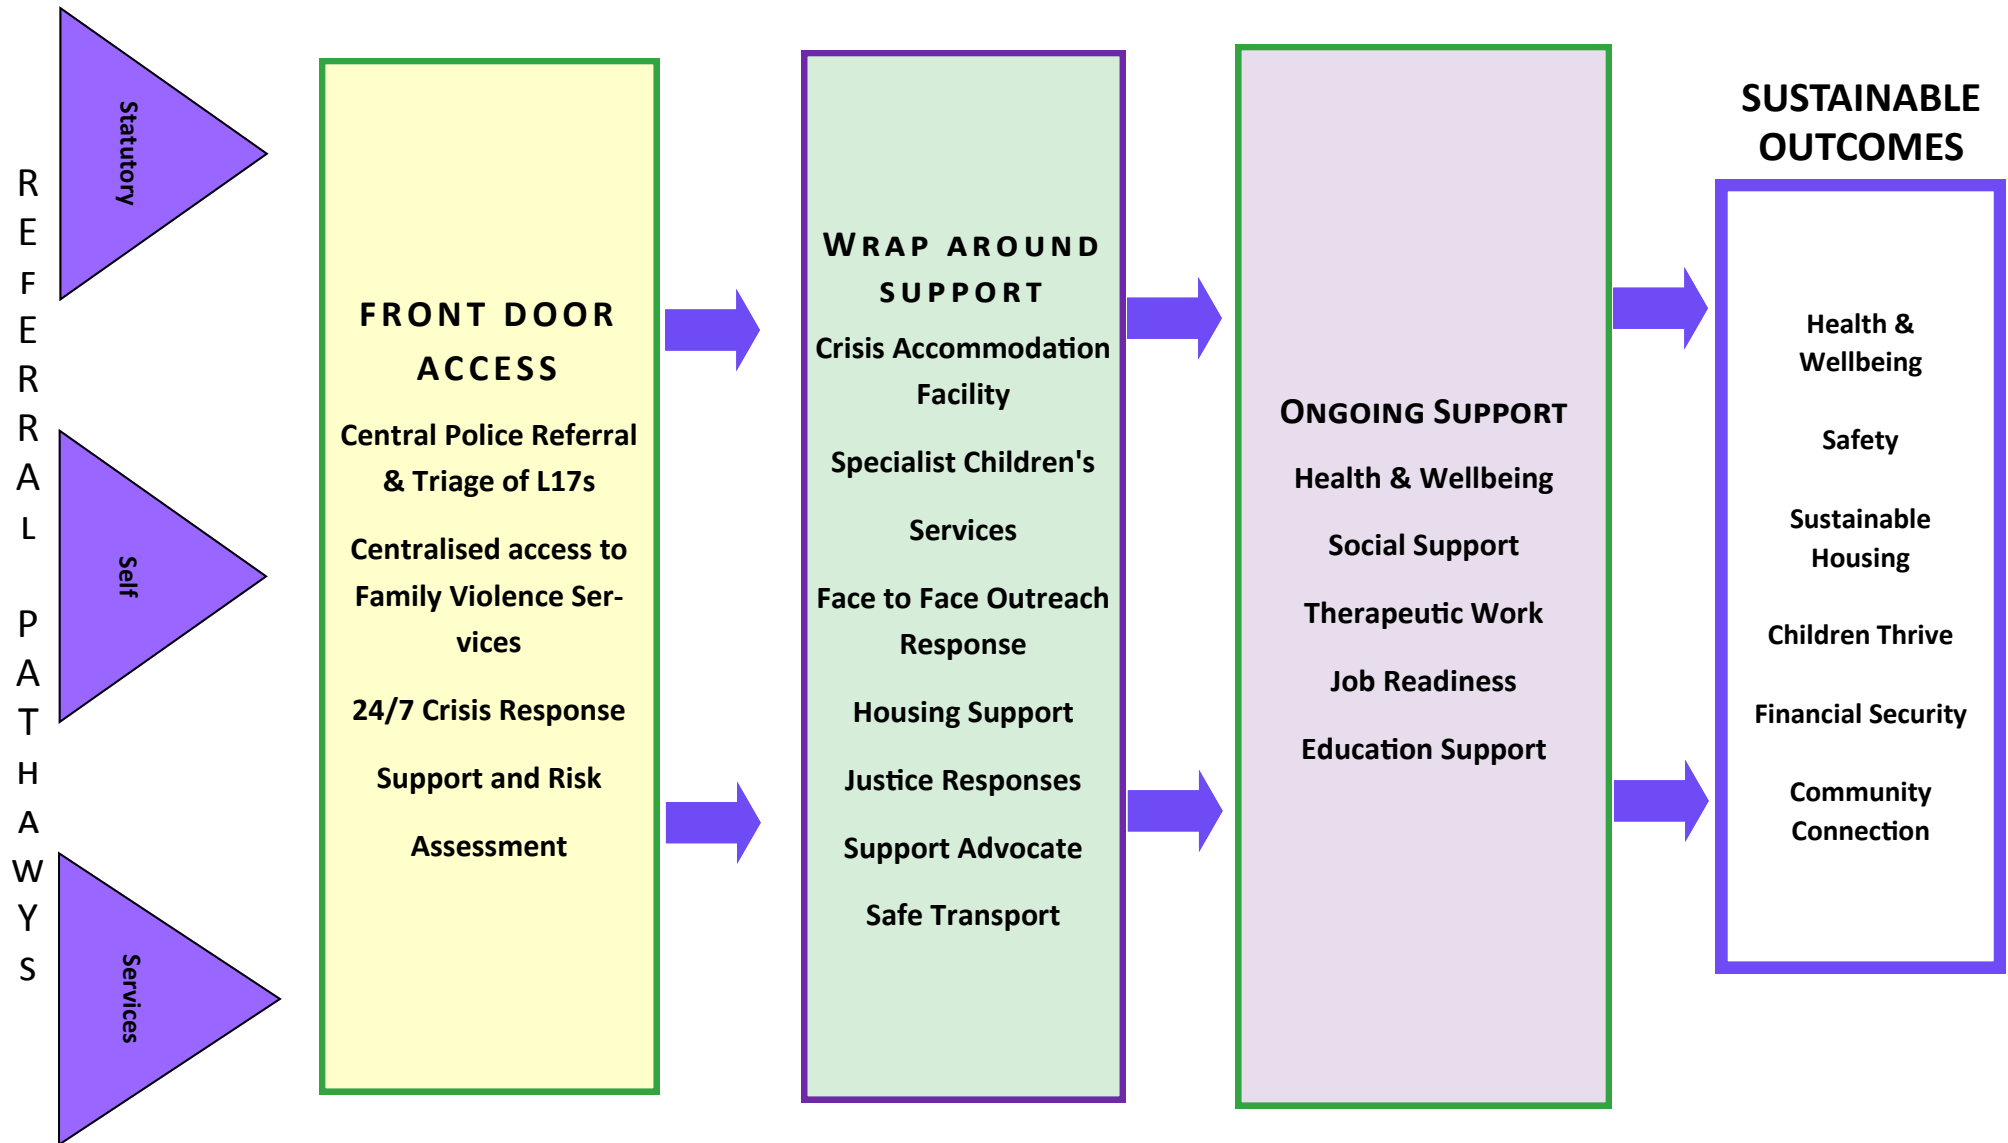 REFERRAL PATHAWYS
Statutory
Self
Services
FRONT DOOR
ACCESS
Central Police Referral
& Triage of L17s
Centralised access to
Family Violence Ser-
vices
24/7 Crisis Response
Support and Risk
Assessment
WRAP AROUND
SUPPORT
Crisis Accommodation
Facility
Specialist Children's
Services
Face to Face Outreach
Response
Housing Support
Justice Responses
Support Advocate
Safe Transport
ONGOING SUPPORT
Health & Wellbeing
Social Support
Therapeutic Work
Job Readiness
Education Support
SUSTAINABLE
OUTCOMES
Health &
Wellbeing
Safety
Sustainable
Housing
Children Thrive
Financial Security
Community
Connection